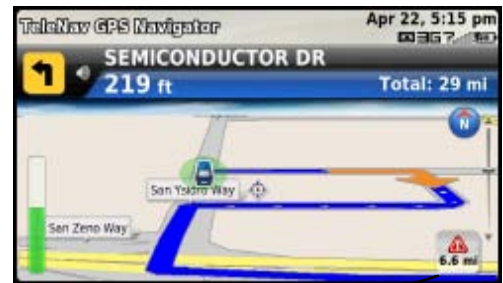 TeleNav GPS Navigator
Apr 22, 5:15 pm
SEMICONDUCTOR DR
219 ft
Total: 29 mi
N
San Ysidro Way
San Zeno Way
6.6 mi